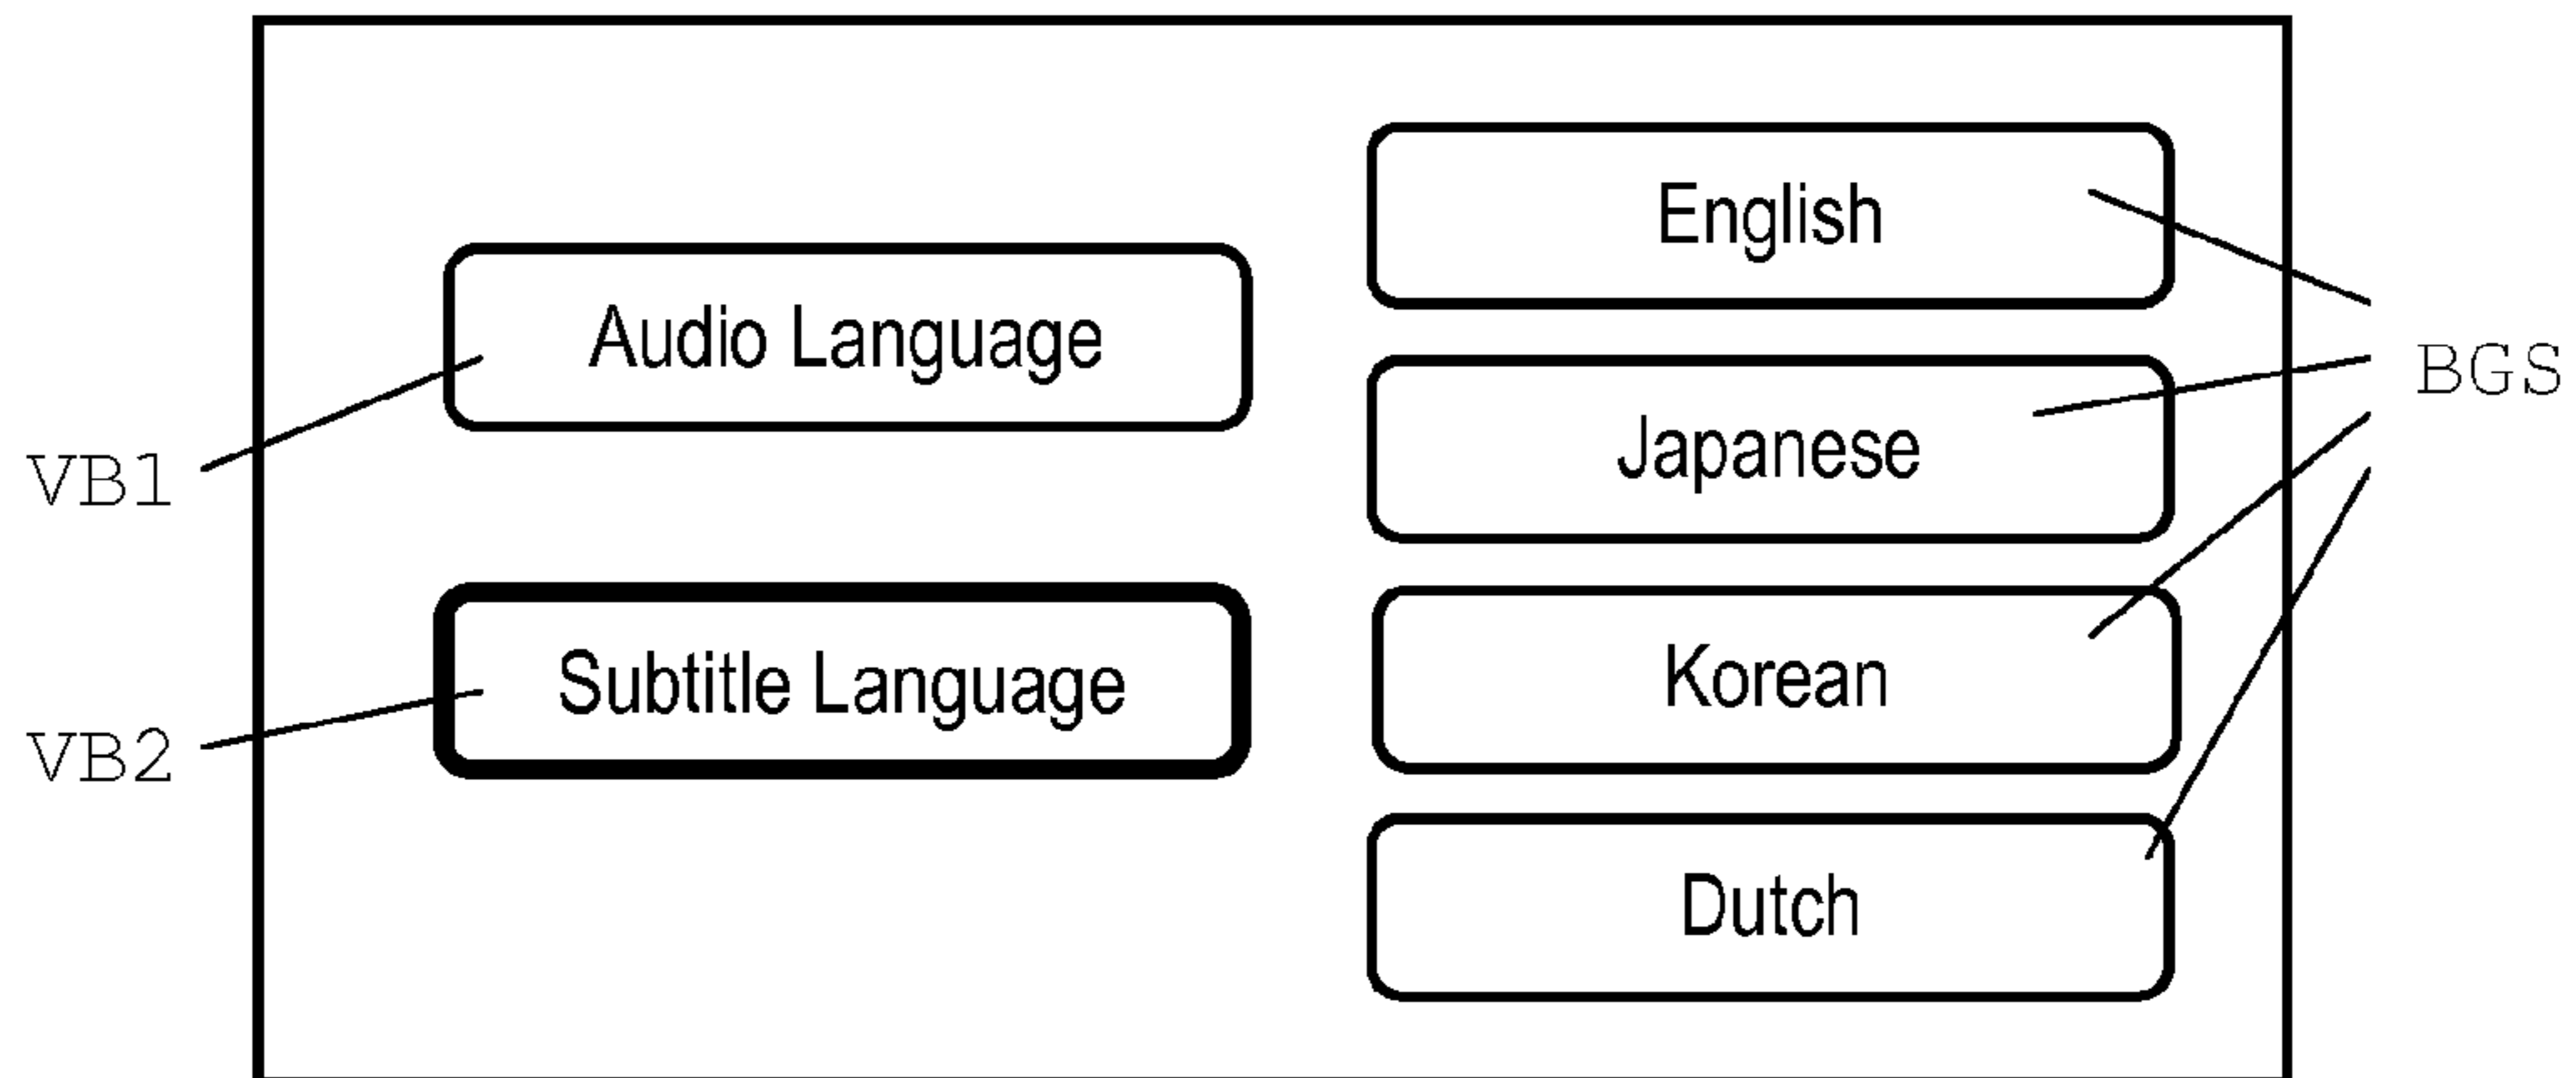 English
Audio Language
BGS
Japanese
VB1
Korean
Subtitle Language
VB2
Dutch